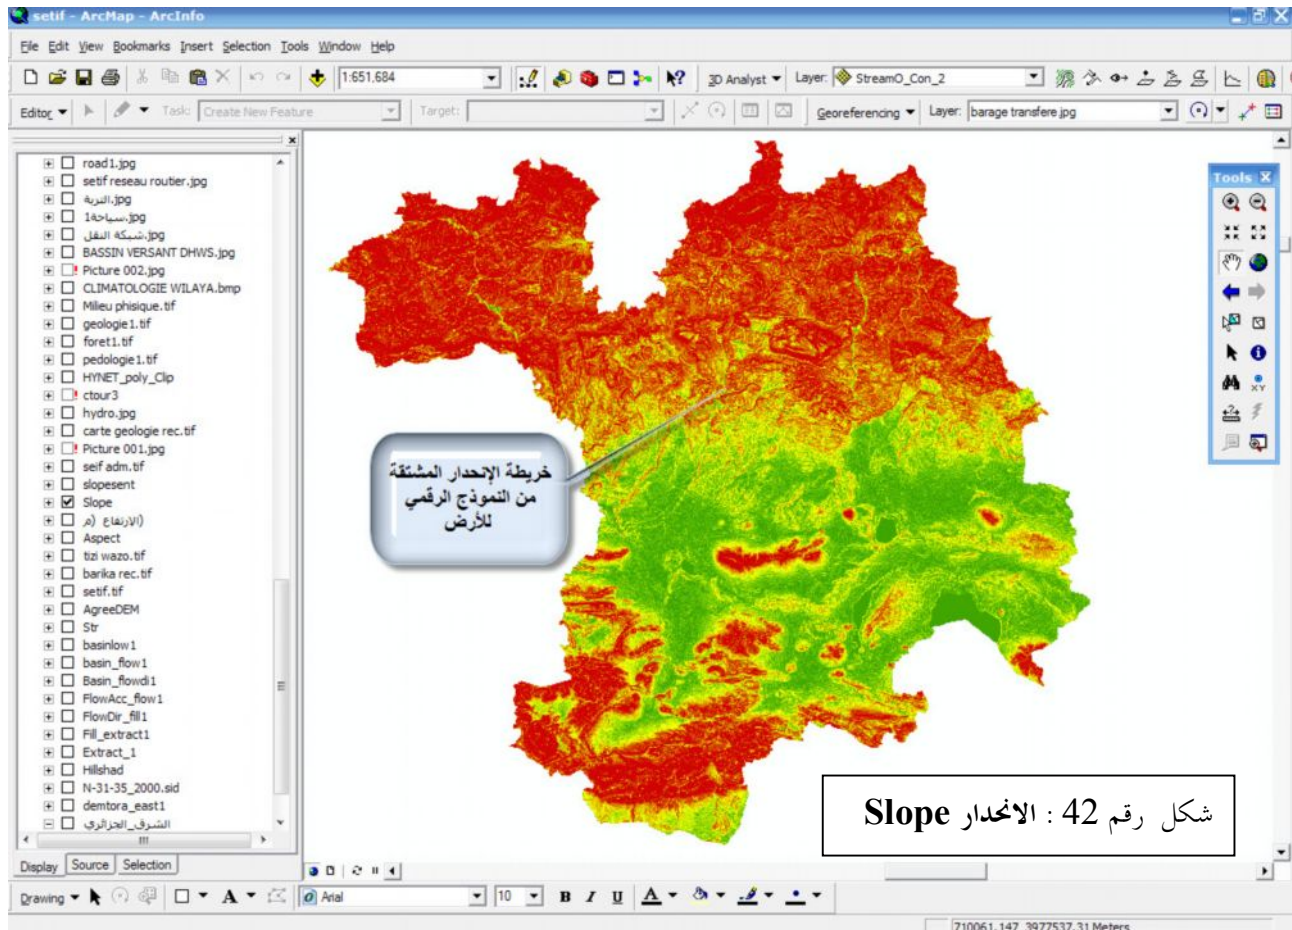 setif - ArcMap - ArcInfo
File Edit View Bookmarks Insert Selection Tools Window Help
1:651,684 3D Analyst Layer: StreamO_Con_2
Editor Task: Create New Feature Target: Georeferencing Layer: barage transfere.jpg
road1.jpg
setif reseau routier.jpg
التربة.jpg
سياحة1.jpg
شبكة النقل.jpg
BASSIN VERSANT DHWS.jpg
Picture 002.jpg
CLIMATOLOGIE WILAYA.bmp
Milieu phisique.tif
geologie1.tif
foret1.tif
pedologie1.tif
HYNET_poly_Clip
ctour3
hydro.jpg
carte geologie rec.tif
Picture 001.jpg
seif adm.tif
slopesent
Slope
الارتفاع (م)
Aspect
tizi wazo.tif
barika rec.tif
setif.tif
AgreeDEM
Str
basinlow1
basin_flow1
Basin_flowdi1
FlowAcc_flow1
FlowDir_fill1
Fill_extract1
Extract_1
Hillshad
N-31-35_2000.sid
demtora_east1
الشرق_الجزائري
Display Source Selection
Tools
خريطة الإنحدار المشتقة
من النموذج الرقمي
للأرض
شكل رقم 42 : الانحدار Slope
Drawing A Arial 10 B I U A
710061,147 3977537,31 Meters